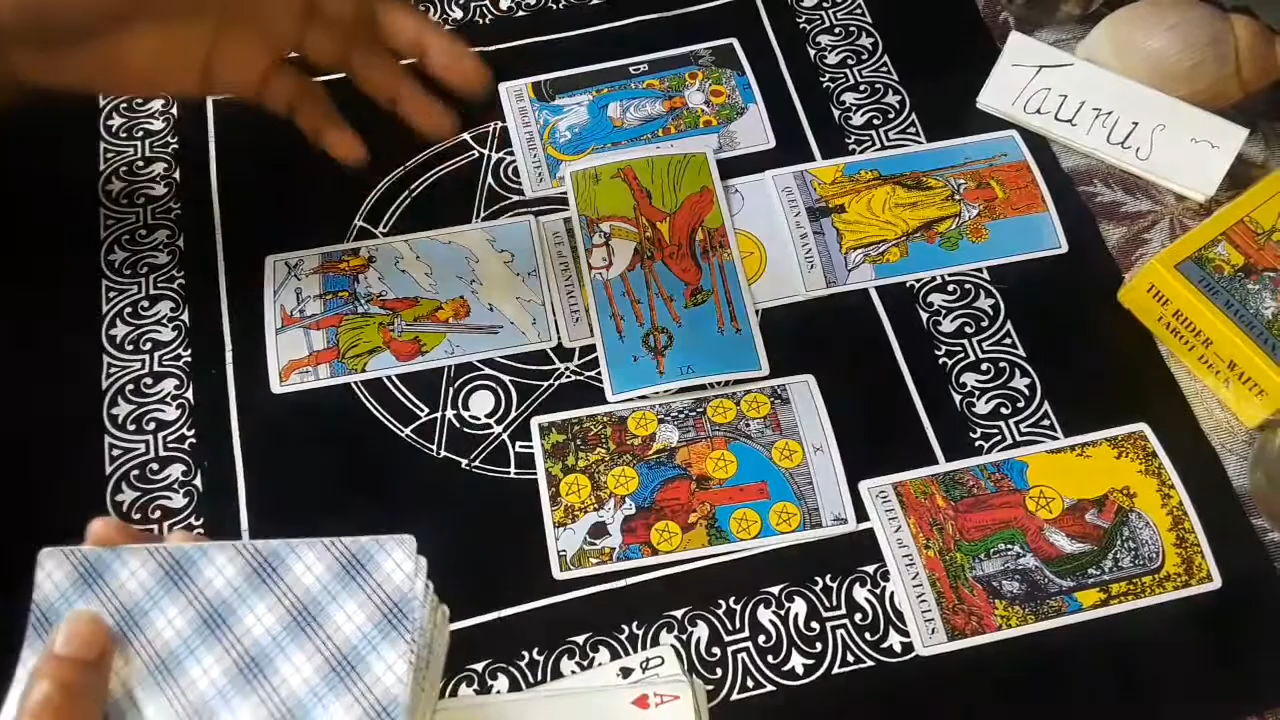 B
THE HIGH PRIESTESS.
Taurus
QUEEN of WANDS.
ACE of PENTACLES.
VI
THE MAGICIAN
THE RIDER—WAITE
TAROT DECK
X
QUEEN of PENTACLES.
Q
A